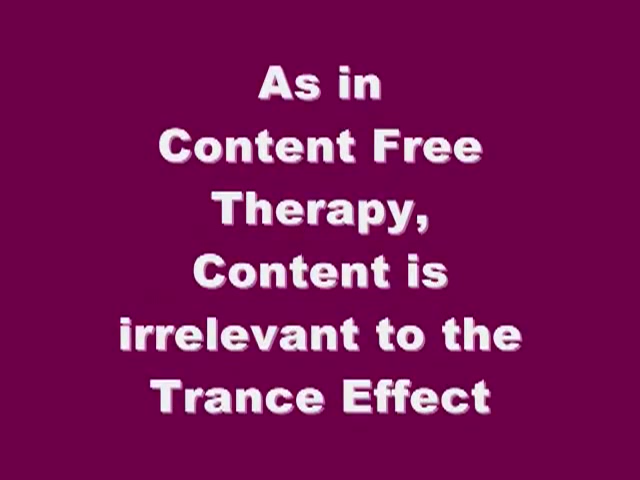 As in
Content Free
Therapy,
Content is
irrelevant to the
Trance Effect